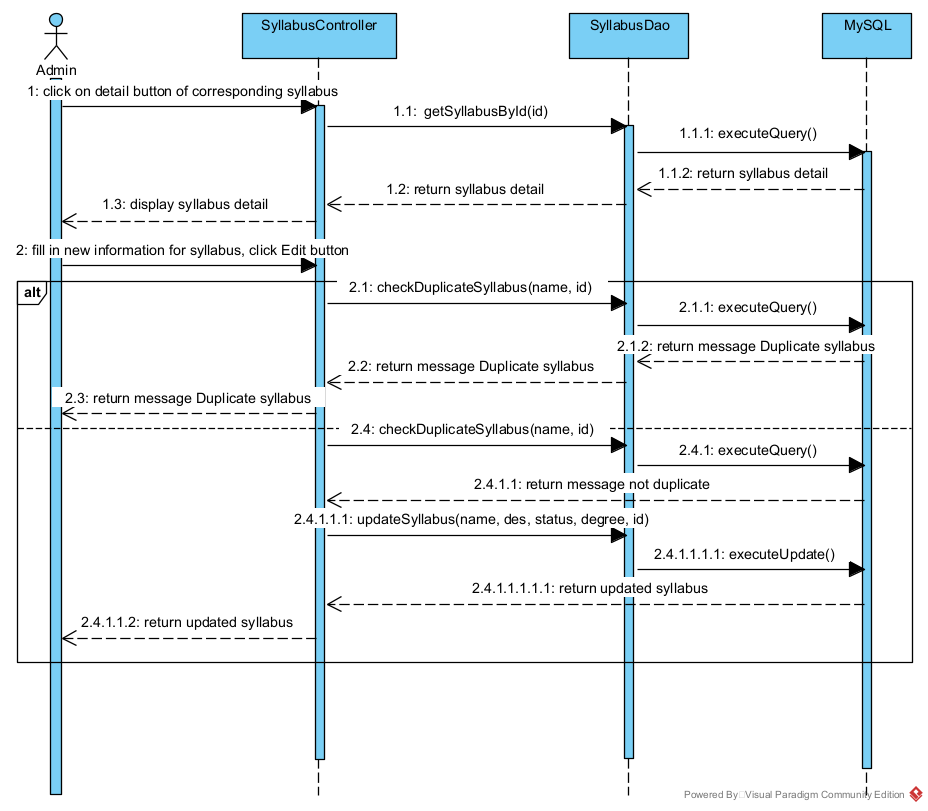 SyllabusController
SyllabusDao
MySQL
Admin
1: click on detail button of corresponding syllabus
1.1: getSyllabusById(id)
1.1.1: executeQuery()
1.1.2: return syllabus detail
1.2: return syllabus detail
1.3: display syllabus detail
2: fill in new information for syllabus, click Edit button
alt
2.1: checkDuplicateSyllabus(name, id)
2.1.1: executeQuery()
2.1.2: return message Duplicate syllabus
2.2: return message Duplicate syllabus
2.3: return message Duplicate syllabus
2.4: checkDuplicateSyllabus(name, id)
2.4.1: executeQuery()
2.4.1.1: return message not duplicate
2.4.1.1.1: updateSyllabus(name, des, status, degree, id)
2.4.1.1.1.1: executeUpdate()
2.4.1.1.1.1.1: return updated syllabus
2.4.1.1.2: return updated syllabus
Powered By Visual Paradigm Community Edition